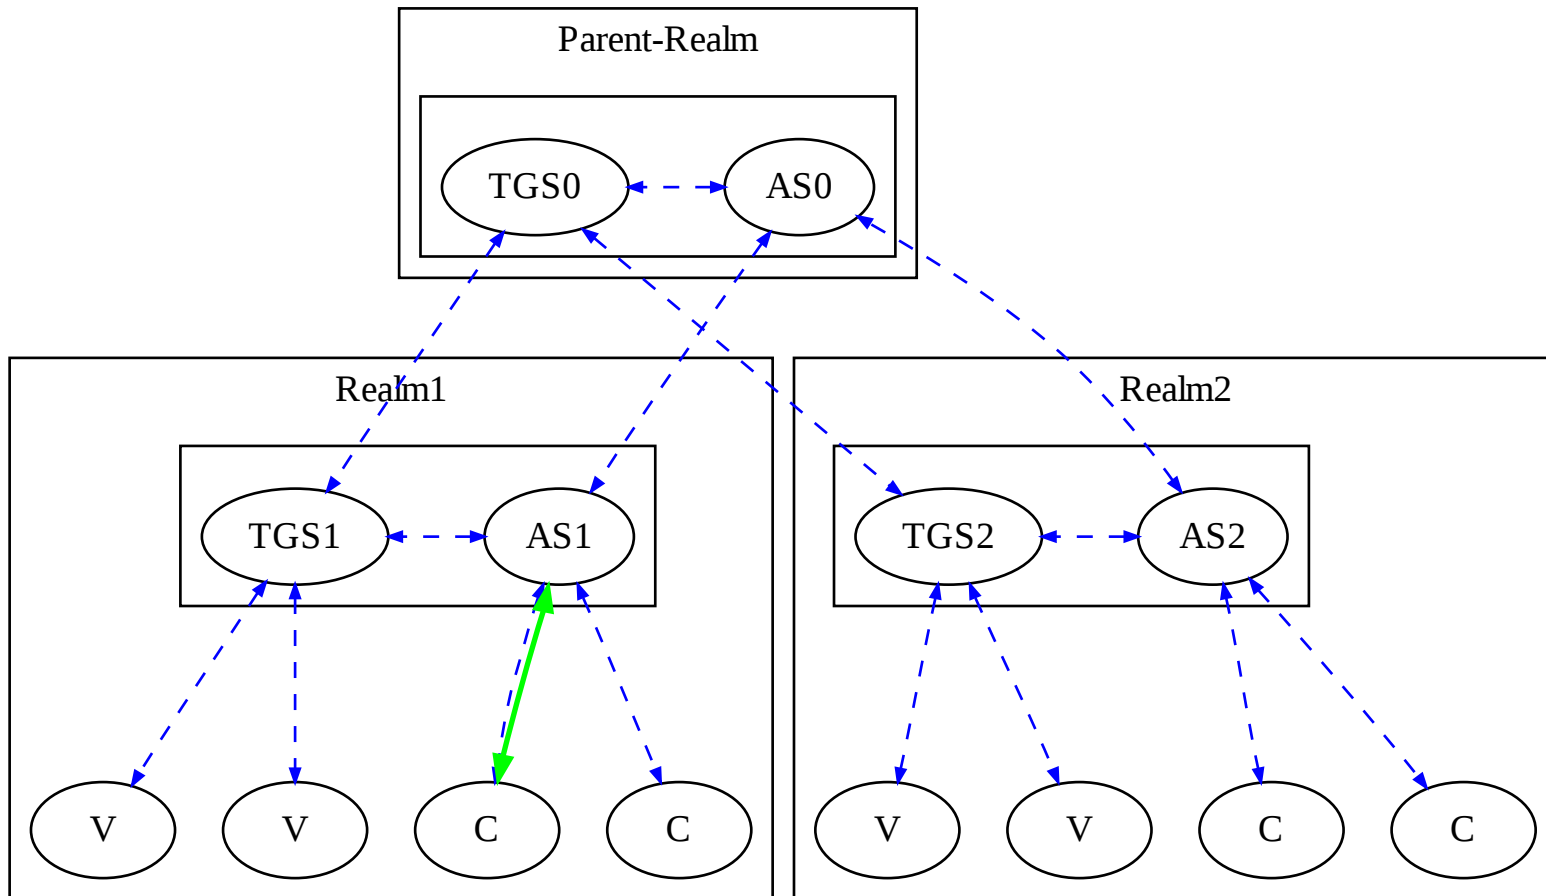 Parent-Realm
TGS0 AS0
Realm1 Realm2
TGS1 AS1 TGS2 AS2
V V C C V V C C